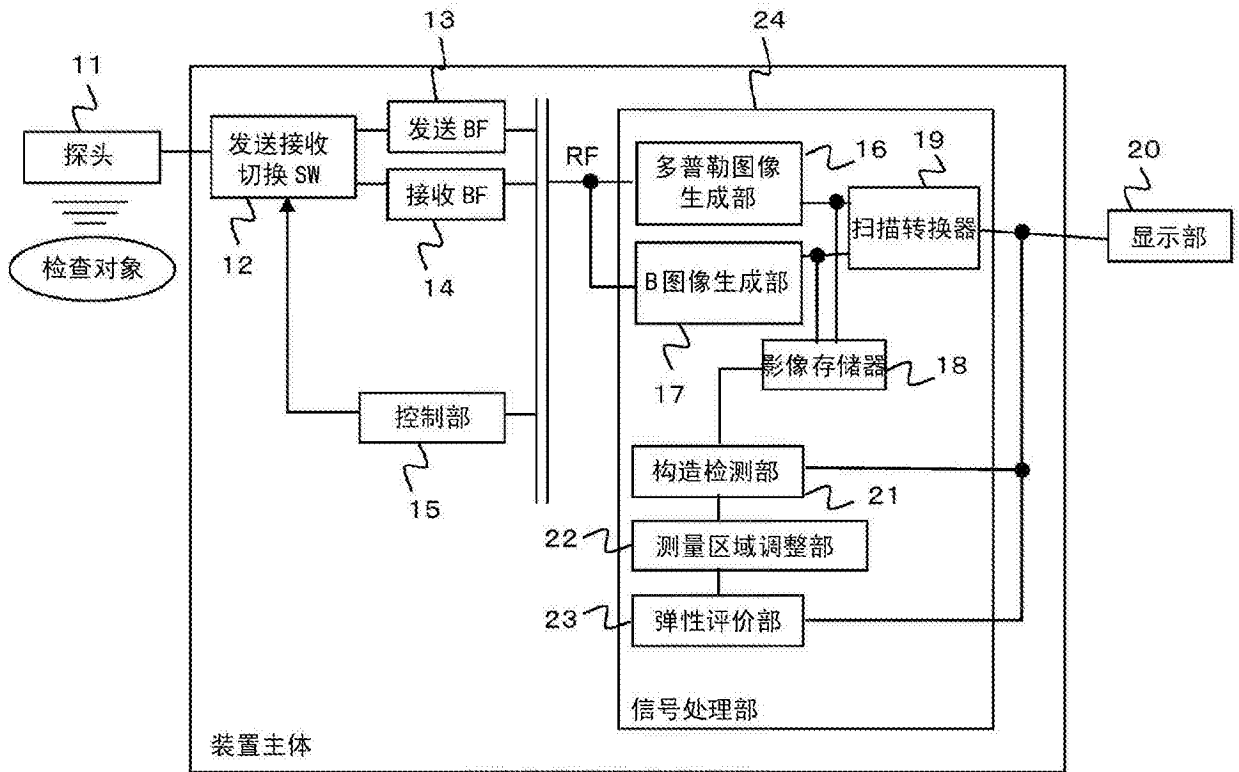 13
24
11
探头
发送接收
切换 SW
发送 BF
接收 BF
RF
多普勒图像
生成部
16
19
扫描转换器
20
显示部
检查对象
12
14
B图像生成部
17
影像存储器
18
控制部
15
构造检测部
21
22
测量区域调整部
23
弹性评价部
信号处理部
装置主体